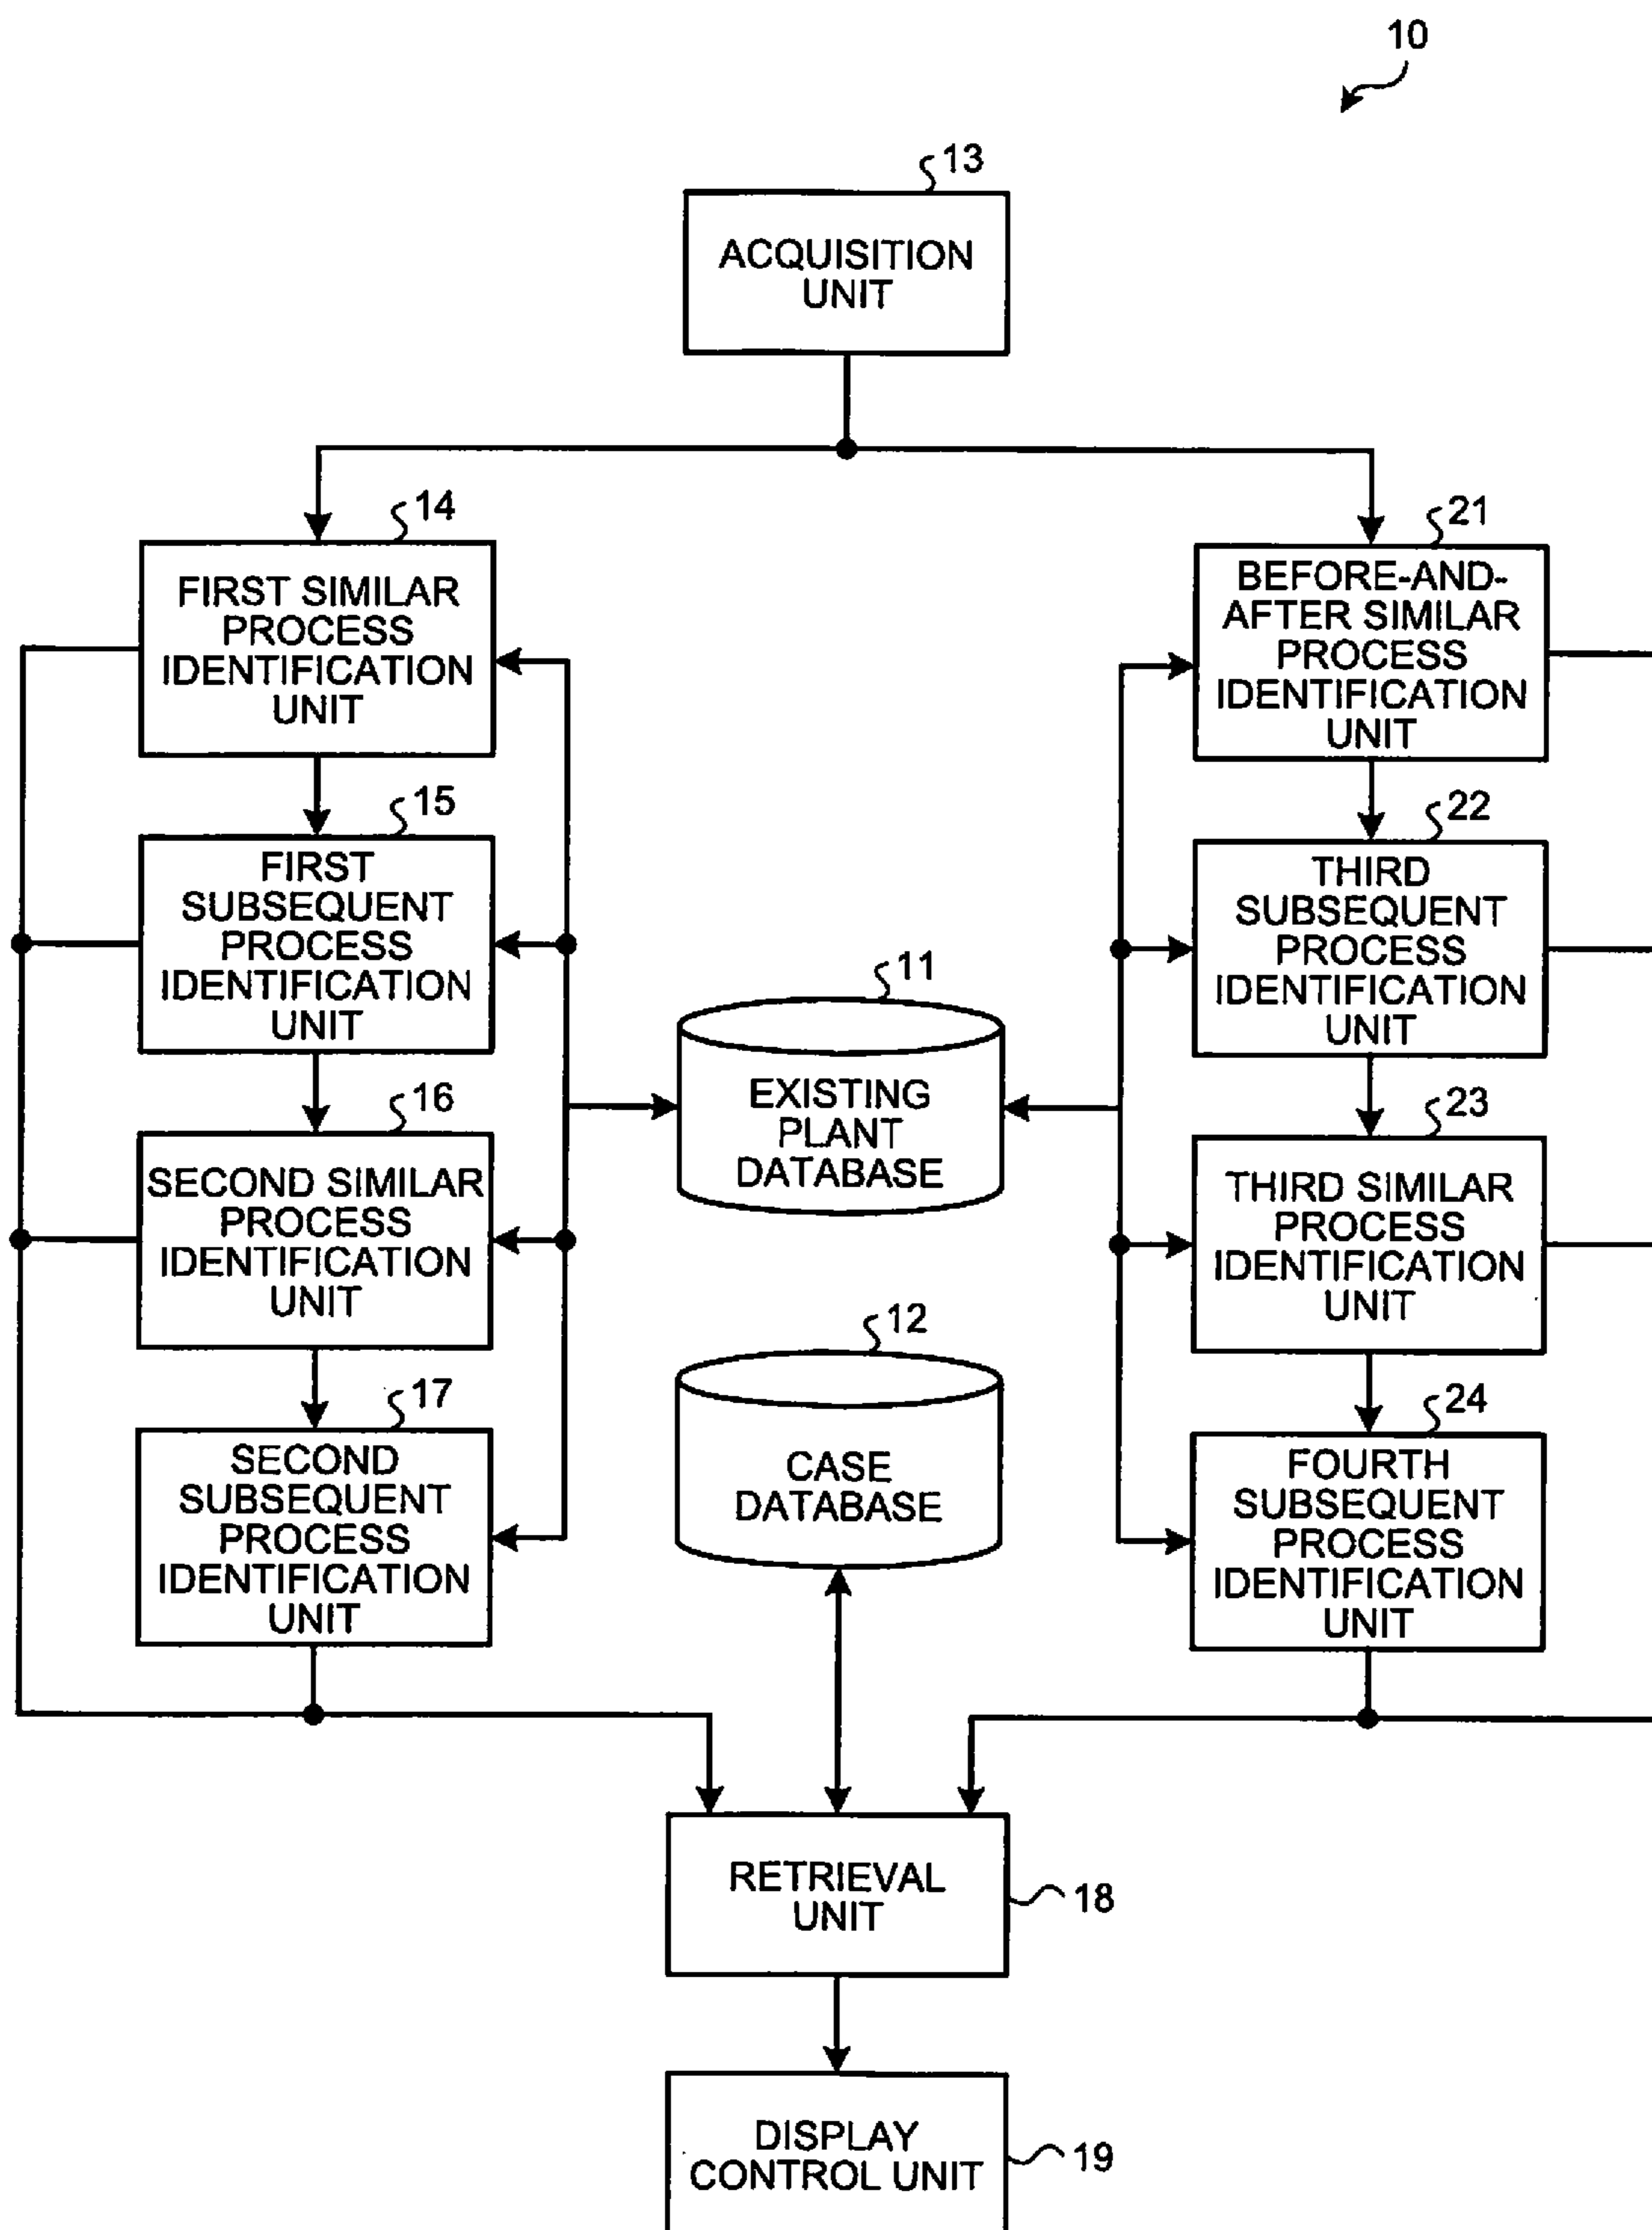 10
13
ACQUISITION
UNIT
14
FIRST SIMILAR
PROCESS
IDENTIFICATION
UNIT
15
FIRST
SUBSEQUENT
PROCESS
IDENTIFICATION
UNIT
16
SECOND SIMILAR
PROCESS
IDENTIFICATION
UNIT
17
SECOND
SUBSEQUENT
PROCESS
IDENTIFICATION
UNIT
11
EXISTING
PLANT
DATABASE
12
CASE
DATABASE
21
BEFORE-AND-
AFTER SIMILAR
PROCESS
IDENTIFICATION
UNIT
22
THIRD
SUBSEQUENT
PROCESS
IDENTIFICATION
UNIT
23
THIRD SIMILAR
PROCESS
IDENTIFICATION
UNIT
24
FOURTH
SUBSEQUENT
PROCESS
IDENTIFICATION
UNIT
RETRIEVAL
UNIT
18
DISPLAY
CONTROL UNIT
19